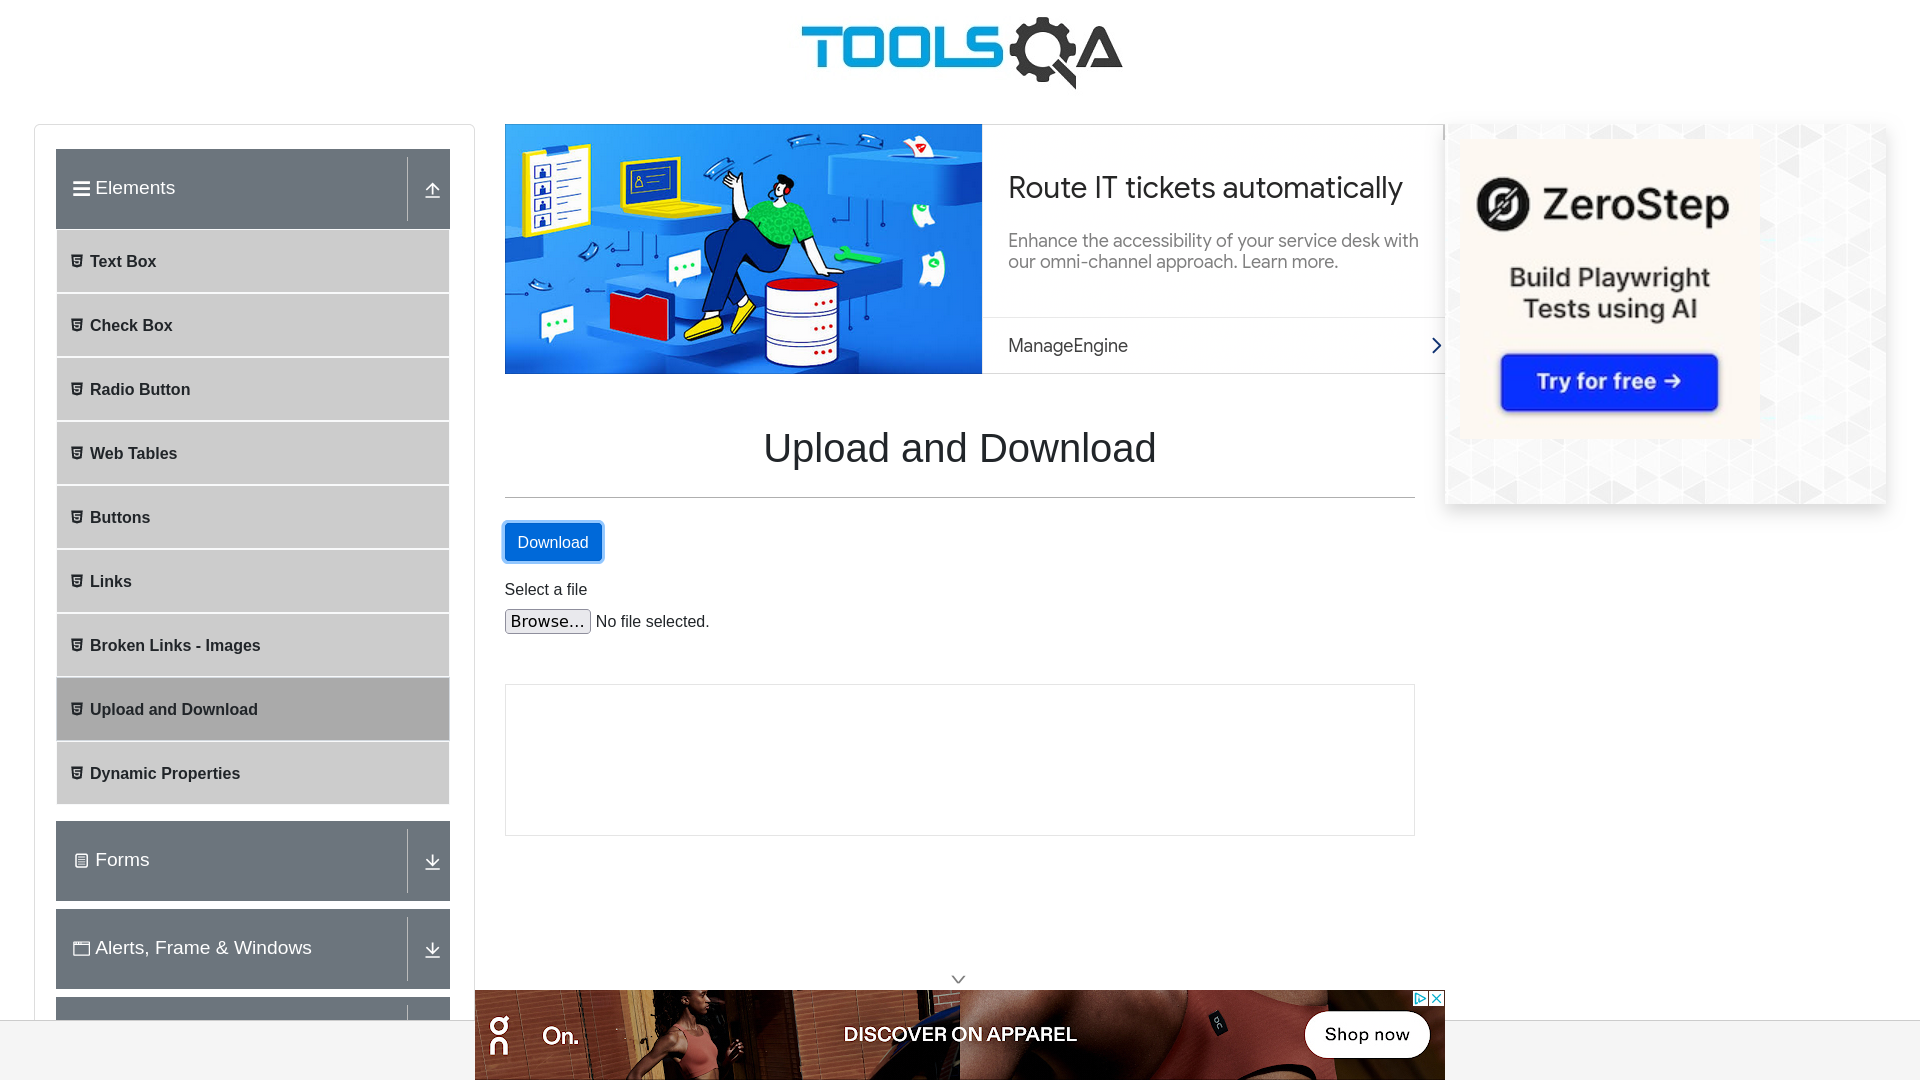 TOOLSQA
Elements
Text Box
Check Box
Radio Button
Web Tables
Buttons
Links
Broken Links - Images
Upload and Download
Dynamic Properties
Forms
Alerts, Frame & Windows
Route IT tickets automatically
Enhance the accessibility of your service desk with
our omni-channel approach. Learn more.
ManageEngine
Upload and Download
Download
Select a file
Browse... No file selected.
ZeroStep
Build Playwright
Tests using AI
Try for free →
On
On.
DISCOVER ON APPAREL
Shop now